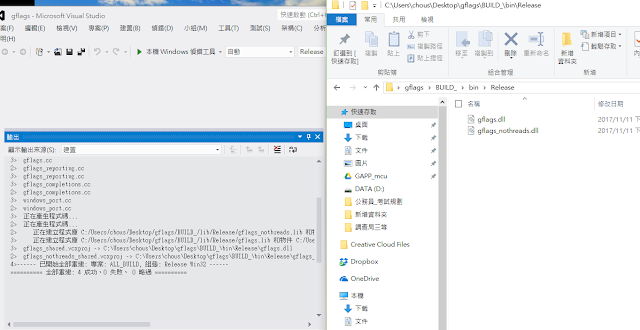 gflags - Microsoft Visual Studio
快速啟動 (Ctrl+
建置(B)
偵錯(D)
小組(M)
工具(T)
測試(S)
架構(C)
分析
本機 Windows 偵錯工具
自動
Release
輸出
顯示輸出來源(S):
建置
3> gflags.cc
2> gflags_reporting.cc
3> gflags_reporting.cc
3> gflags_completions.cc
2> gflags_completions.cc
3> windows_port.cc
2> windows_port.cc
3> 正在產生程式碼...
2> 正在產生程式碼...
2> 正在建立程式庫 C:/Users/chous/Desktop/gflags/BUILD_/lib/Release/gflags_nothreads.lib 和物
3> 正在建立程式庫 C:/Users/chous/Desktop/gflags/BUILD_/lib/Release/gflags.lib 和物件 C:/Use
3> gflags_shared.vcxproj -> C:\Users\chous\Desktop\gflags\BUILD_\bin\Release\gflags.dll
2> gflags_nothreads_shared.vcxproj -> C:\Users\chous\Desktop\gflags\BUILD_\bin\Release\gflags_
4>------ 已開始全部重建: 專案: ALL_BUILD, 組態: Release Win32 ------
========== 全部重建: 4 成功、0 失敗、 0 略過 ==========
C:\Users\chous\Desktop\gflags\BUILD_\bin\Release
檔案
常用
共用
檢視
釘選到 [
快速存取]
複製
貼上
剪下
複製路徑
貼上捷徑
剪貼簿
移至
複製到
刪除
重新命名
組合管理
新增
資料夾
新增項目
輕鬆存取
新增
內
gflags > BUILD_ > bin > Release
名稱
修改日期
gflags.dll
2017/11/11 下
gflags_nothreads.dll
2017/11/11 下
快速存取
桌面
下載
文件
圖片
GAPP_mcu
DATA (D:)
公務員_考試規劃
新增資料夾
調查局三等
Creative Cloud Files
Dropbox
OneDrive
本機
下載
文件